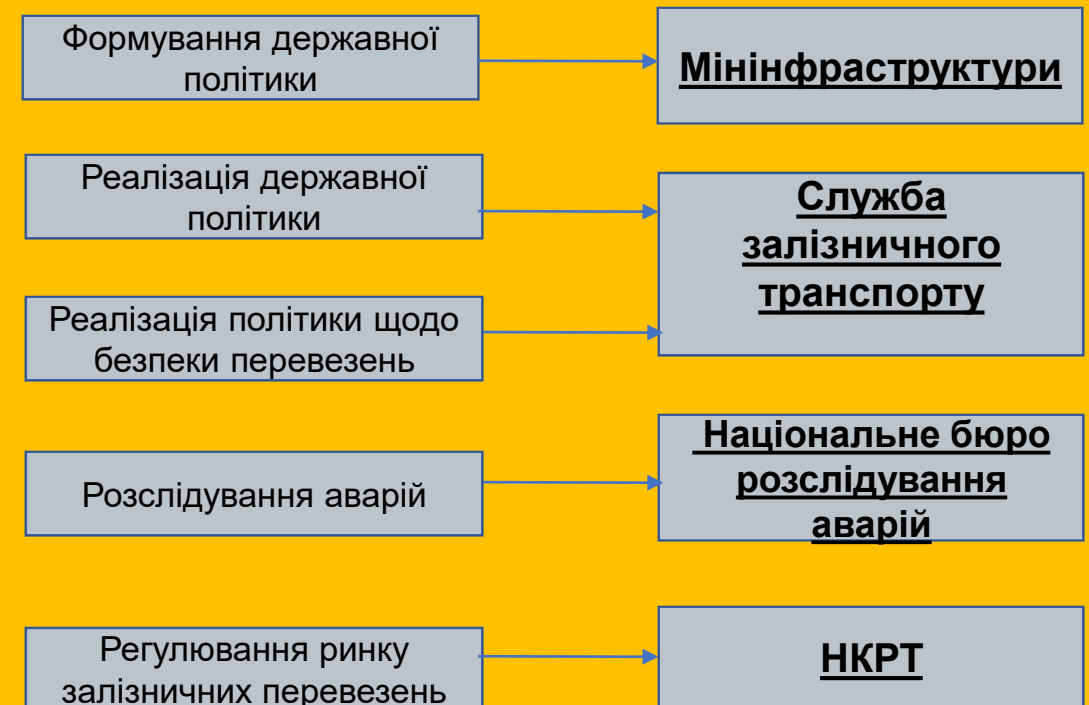 Формування державної
політики
Мінінфраструктури
Реалізація державної
політики
Служба
залізничного
транспорту
Реалізація політики щодо
безпеки перевезень
Національне бюро
розслідування
аварій
Розслідування аварій
Регулювання ринку
залізничних перевезень
НКРТ